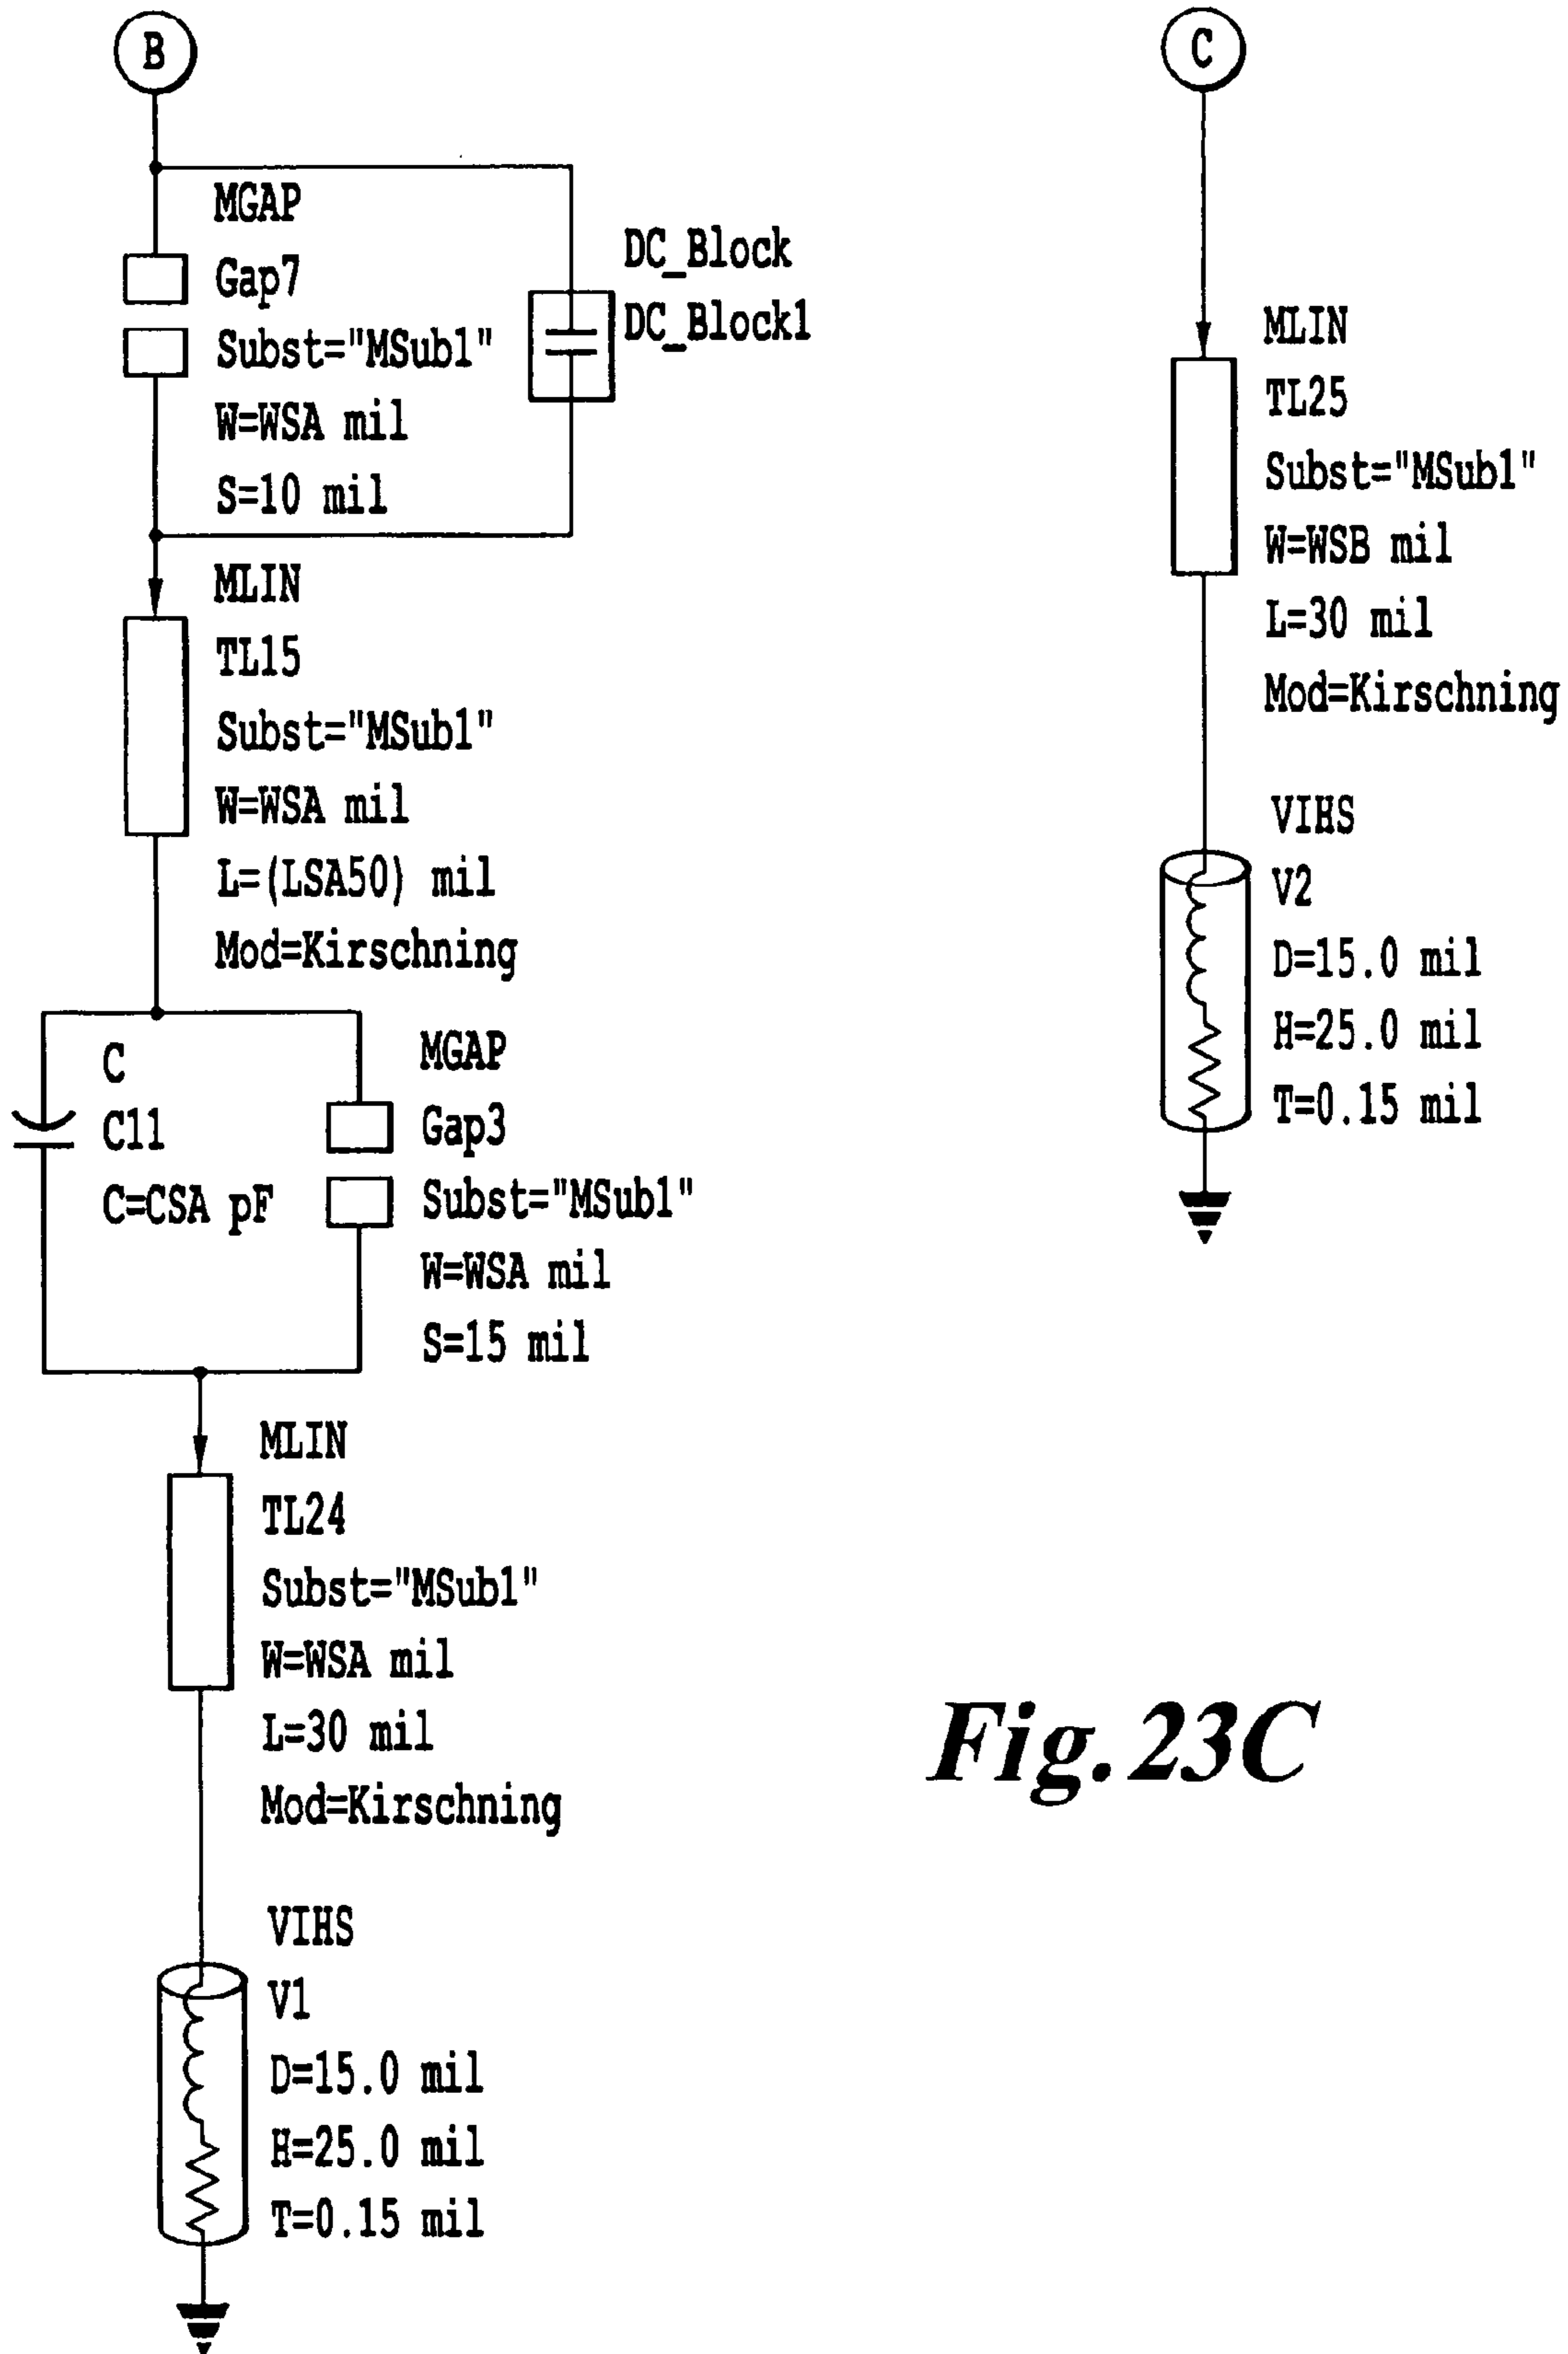 B
MGAP
Gap7
Subst="MSub1"
W=WSA mil
S=10 mil
DC_Block
DC_Block1
MLIN
TL15
Subst="MSub1"
W=WSA mil
L=(LSA50) mil
Mod=Kirschning
C
C11
C=CSA pF
MGAP
Gap3
Subst="MSub1"
W=WSA mil
S=15 mil
MLIN
TL24
Subst="MSub1"
W=WSA mil
L=30 mil
Mod=Kirschning
VIHS
V1
D=15.0 mil
H=25.0 mil
T=0.15 mil
C
MLIN
TL25
Subst="MSub1"
W=WSB mil
L=30 mil
Mod=Kirschning
VIHS
V2
D=15.0 mil
H=25.0 mil
T=0.15 mil
Fig. 23C